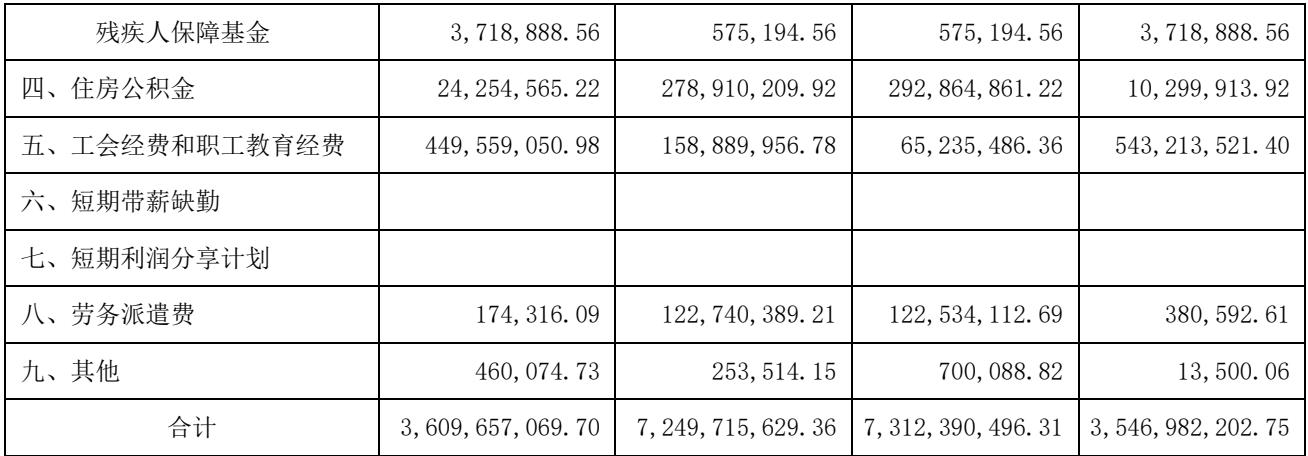 残疾人保障基金 3,718,888.56 575,194.56 575,194.56 3,718,888.56
四、住房公积金 24,254,565.22 278,910,209.92 292,864,861.22 10,299,913.92
五、工会经费和职工教育经费 449,559,050.98 158,889,956.78 65,235,486.36 543,213,521.40
六、短期带薪缺勤
七、短期利润分享计划
八、劳务派遣费 174,316.09 122,740,389.21 122,534,112.69 380,592.61
九、其他 460,074.73 253,514.15 700,088.82 13,500.06
合计 3,609,657,069.70 7,249,715,629.36 7,312,390,496.31 3,546,982,202.75